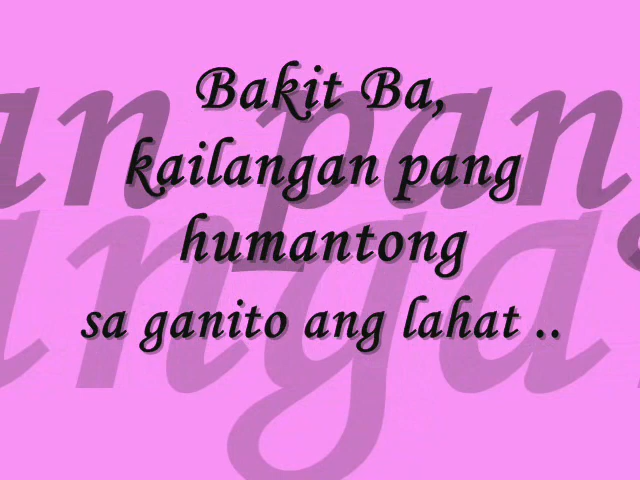 Bakit Ba,
kailangan pang
humantong
sa ganito ang lahat ..